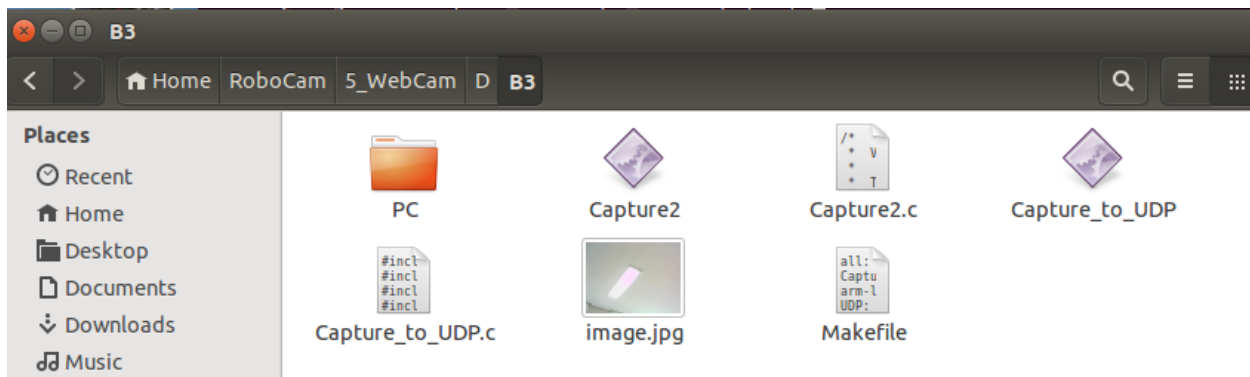 B3
Home RoboCam 5_WebCam D B3
Places
Recent
Home
Desktop
Documents
Downloads
Music
PC
Capture2
/*
* V
*
* T
Capture2.c
Capture_to_UDP
#incl
#incl
#incl
#incl
Capture_to_UDP.c
image.jpg
all:
Captu
arm-l
UDP:
Makefile